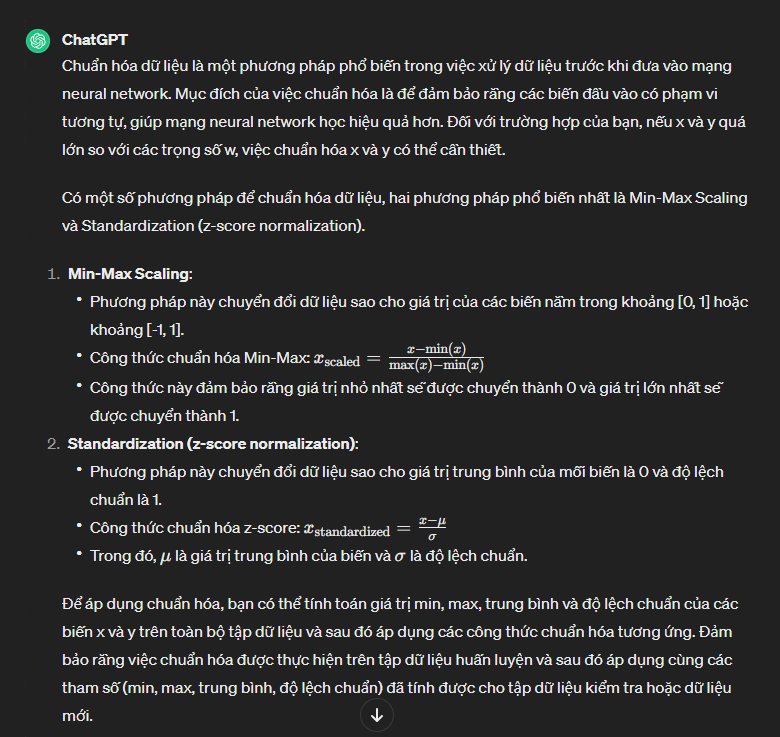 ChatGPT
Chuẩn hóa dữ liệu là một phương pháp phổ biến trong việc xử lý dữ liệu trước khi đưa vào mạng
neural network. Mục đích của việc chuẩn hóa là để đảm bảo rằng các biến đầu vào có phạm vi
tương tự, giúp mạng neural network học hiệu quả hơn. Đối với trường hợp của bạn, nếu x và y quá
lớn so với các trọng số w, việc chuẩn hóa x và y có thể cần thiết.
Có một số phương pháp để chuẩn hóa dữ liệu, hai phương pháp phổ biến nhất là Min-Max Scaling
và Standardization (z-score normalization).
1. Min-Max Scaling:
• Phương pháp này chuyển đổi dữ liệu sao cho giá trị của các biến nằm trong khoảng [0, 1] hoặc
khoảng [-1, 1].
• Công thức chuẩn hóa Min-Max: x_scaled = (x−min(x))/(max(x)−min(x))
• Công thức này đảm bảo rằng giá trị nhỏ nhất sẽ được chuyển thành 0 và giá trị lớn nhất sẽ
được chuyển thành 1.
2. Standardization (z-score normalization):
• Phương pháp này chuyển đổi dữ liệu sao cho giá trị trung bình của mỗi biến là 0 và độ lệch
chuẩn là 1.
• Công thức chuẩn hóa z-score: x_standardized = (x−μ)/σ
• Trong đó, μ là giá trị trung bình của biến và σ là độ lệch chuẩn.
Để áp dụng chuẩn hóa, bạn có thể tính toán giá trị min, max, trung bình và độ lệch chuẩn của các
biến x và y trên toàn bộ tập dữ liệu và sau đó áp dụng các công thức chuẩn hóa tương ứng. Đảm
bảo rằng việc chuẩn hóa được thực hiện trên tập dữ liệu huấn luyện và sau đó áp dụng cùng các
tham số (min, max, trung bình, độ lệch chuẩn) đã tính được cho tập dữ liệu kiểm tra hoặc dữ liệu
mới.